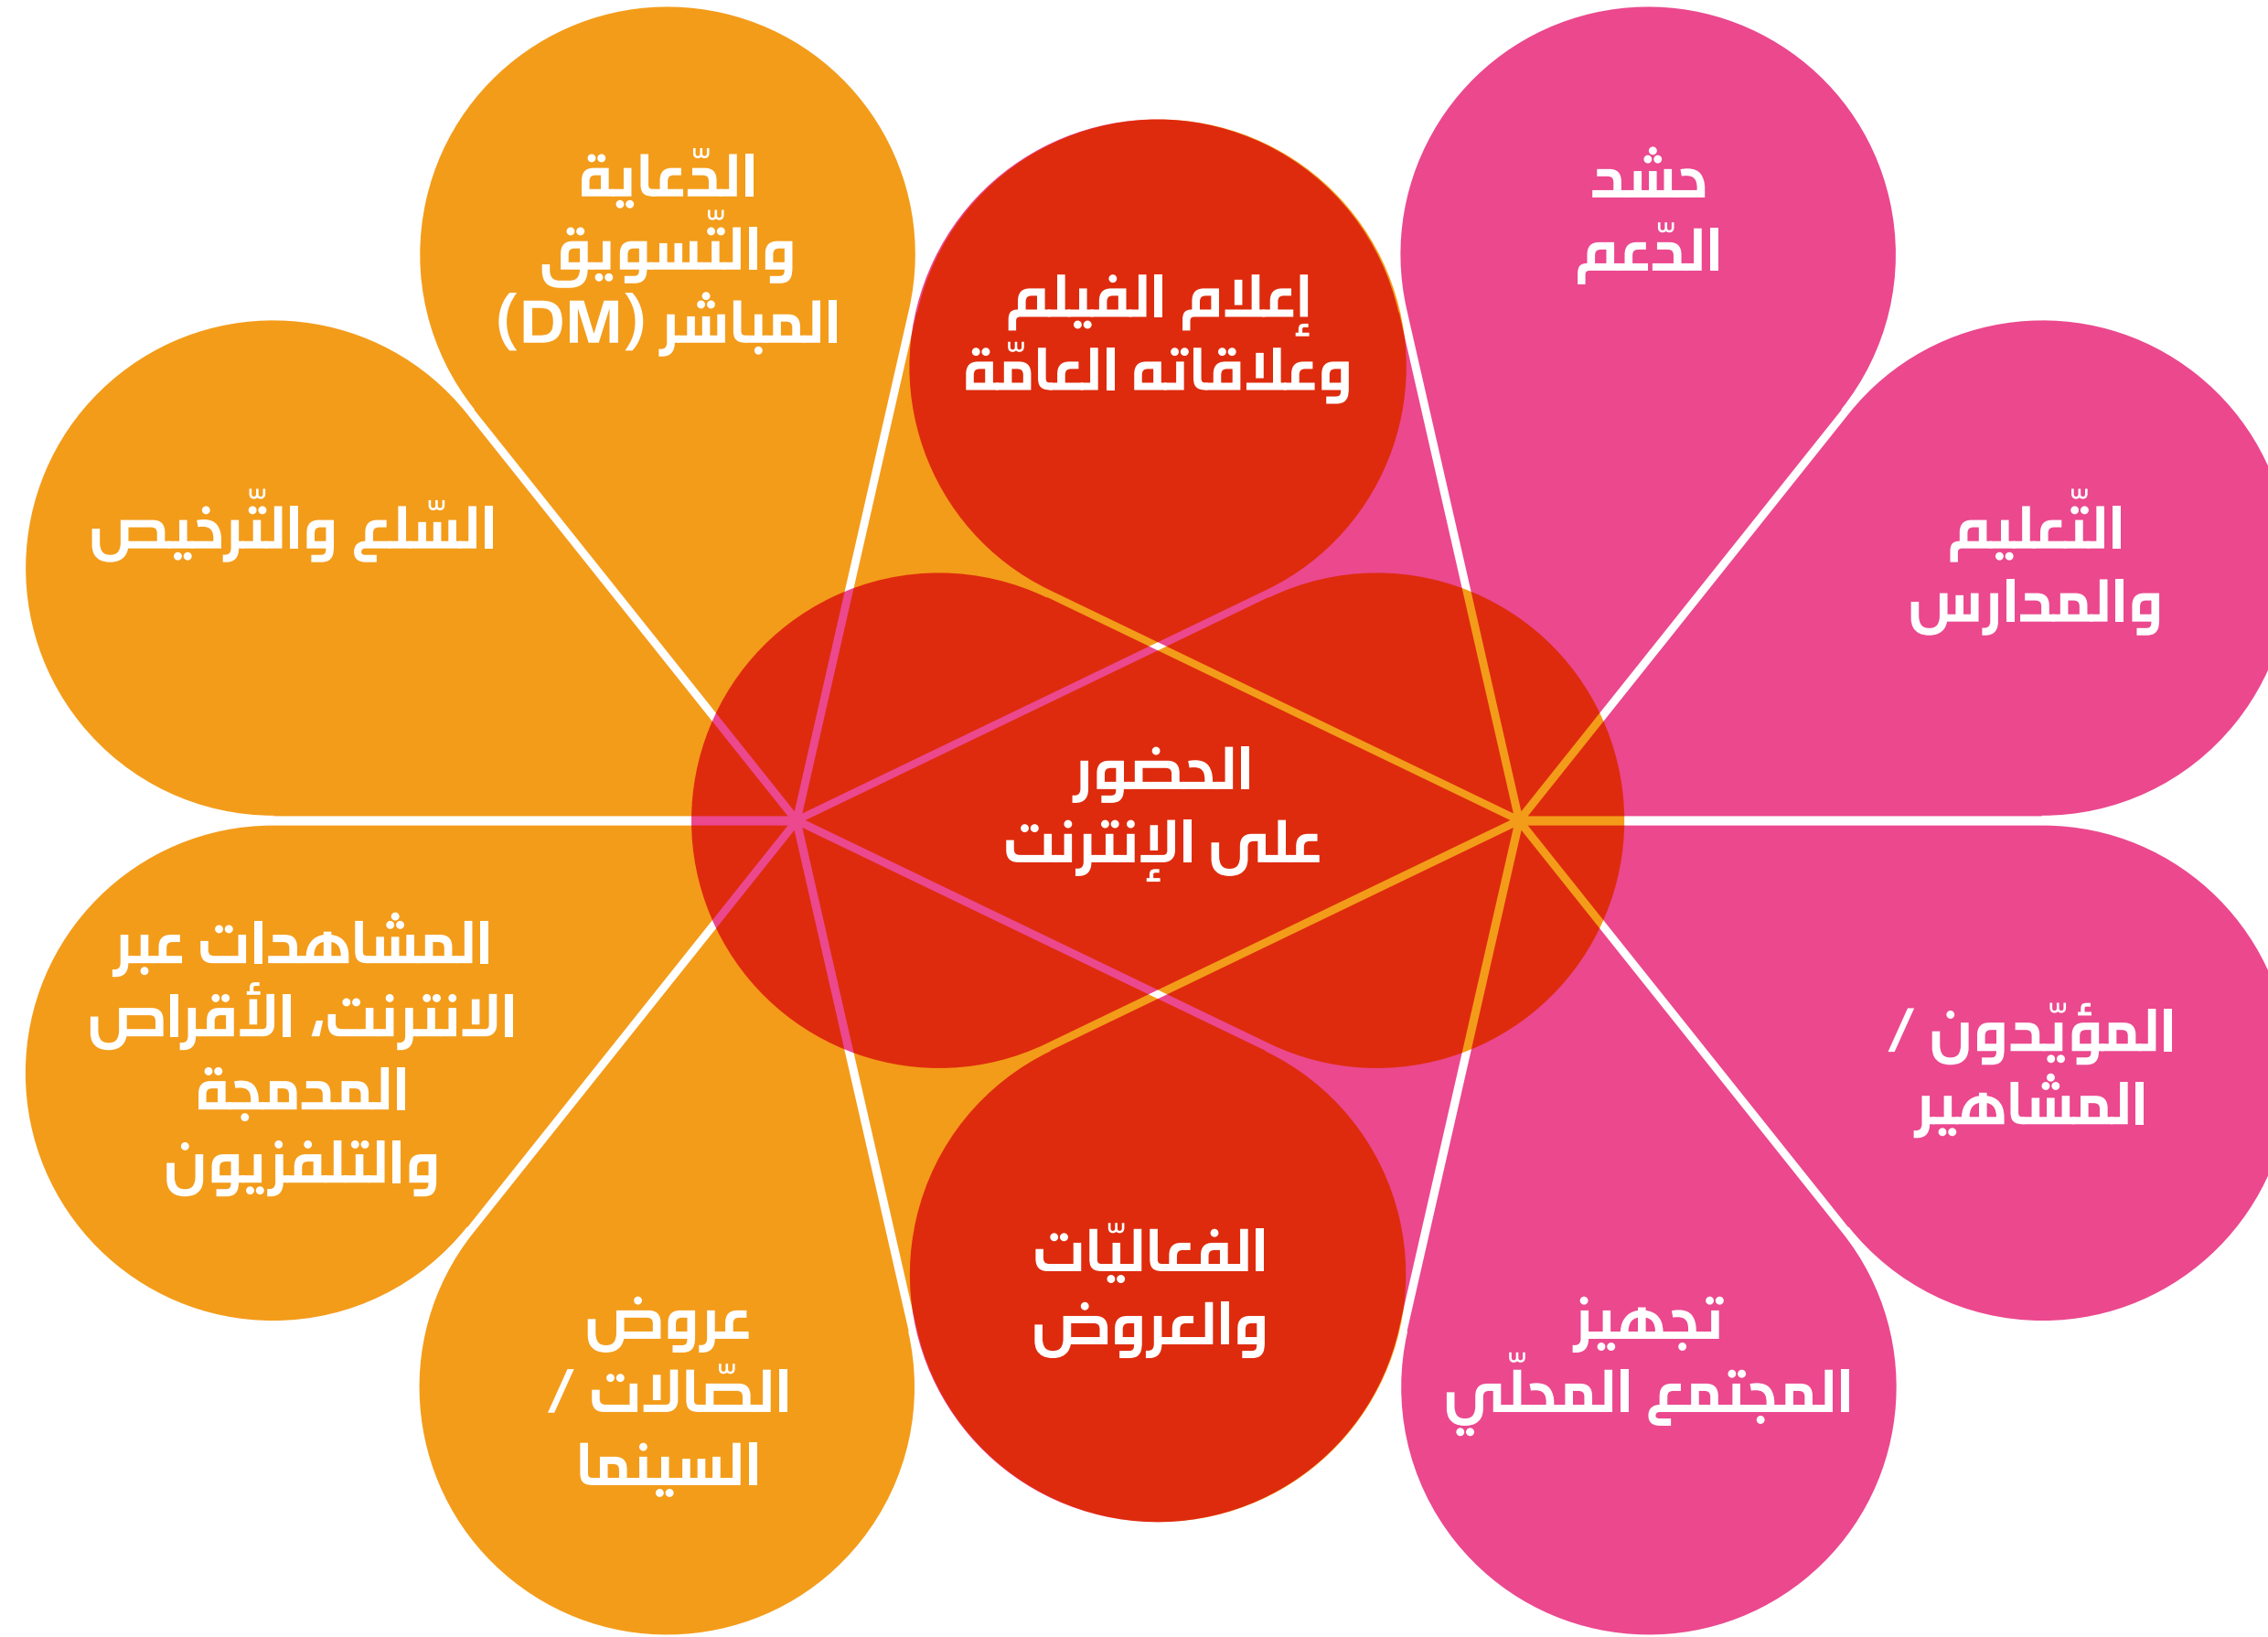 حشد
الدّعم
الدّعاية
والتّسويق
المباشر (DM)
إعلام الفيلم
وعلاقاته العامّة
التّعليم
والمدارس
السّلع والتّرخيص
الحضور
على الإنترنت
المؤيّدون /
المشاهير
المشاهدات عبر
الانترنت، الأقراص
المدمجة
والتلفزيون
تجهيز
المجتمع المحلّي
الفعاليّات
والعروض
عروض
الصّالات /
السينما